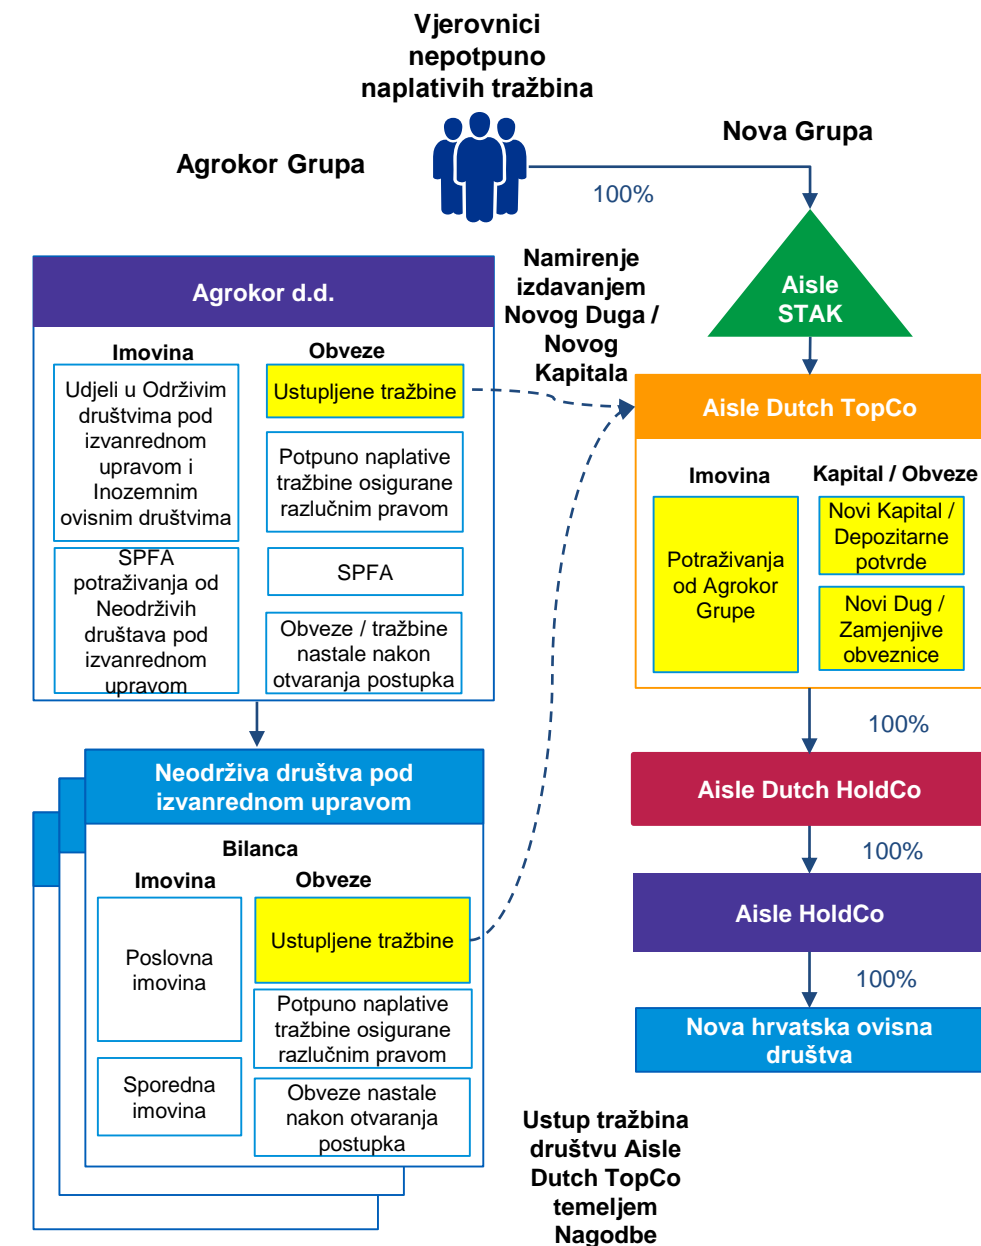 Vjerovnici
nepotpuno
naplativih tražbina
Agrokor Grupa
Nova Grupa
100%
Aisle
STAK
Namirenje
izdavanjem
Novog Duga /
Novog
Kapitala
Agrokor d.d.
Imovina
Obveze
Udjeli u Održivim
društvima pod
izvanrednom
upravom i
Inozemnim
ovisnim društvima
SPFA
potraživanja od
Neodrživih
društava pod
izvanrednom
upravom
Ustupljene tražbine
Potpuno naplative
tražbine osigurane
razlučnim pravom
SPFA
Obveze / tražbine
nastale nakon
otvaranja postupka
Aisle Dutch TopCo
Imovina
Kapital / Obveze
Potraživanja
od Agrokor
Grupe
Novi Kapital /
Depozitarne
potvrde
Novi Dug /
Zamjenjive
obveznice
100%
Aisle Dutch HoldCo
100%
Aisle HoldCo
100%
Nova hrvatska ovisna
društva
Neodrživa društva pod
izvanrednom upravom
Bilanca
Imovina
Obveze
Poslovna
imovina
Sporedna
imovina
Ustupljene tražbine
Potpuno naplative
tražbine osigurane
razlučnim pravom
Obveze nastale
nakon otvaranja
postupka
Ustup tražbina
društvu Aisle
Dutch TopCo
temeljem
Nagodbe